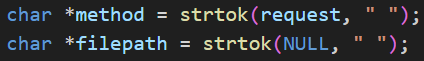 char *method = strtok(request, " ");
char *filepath = strtok(NULL, " ");